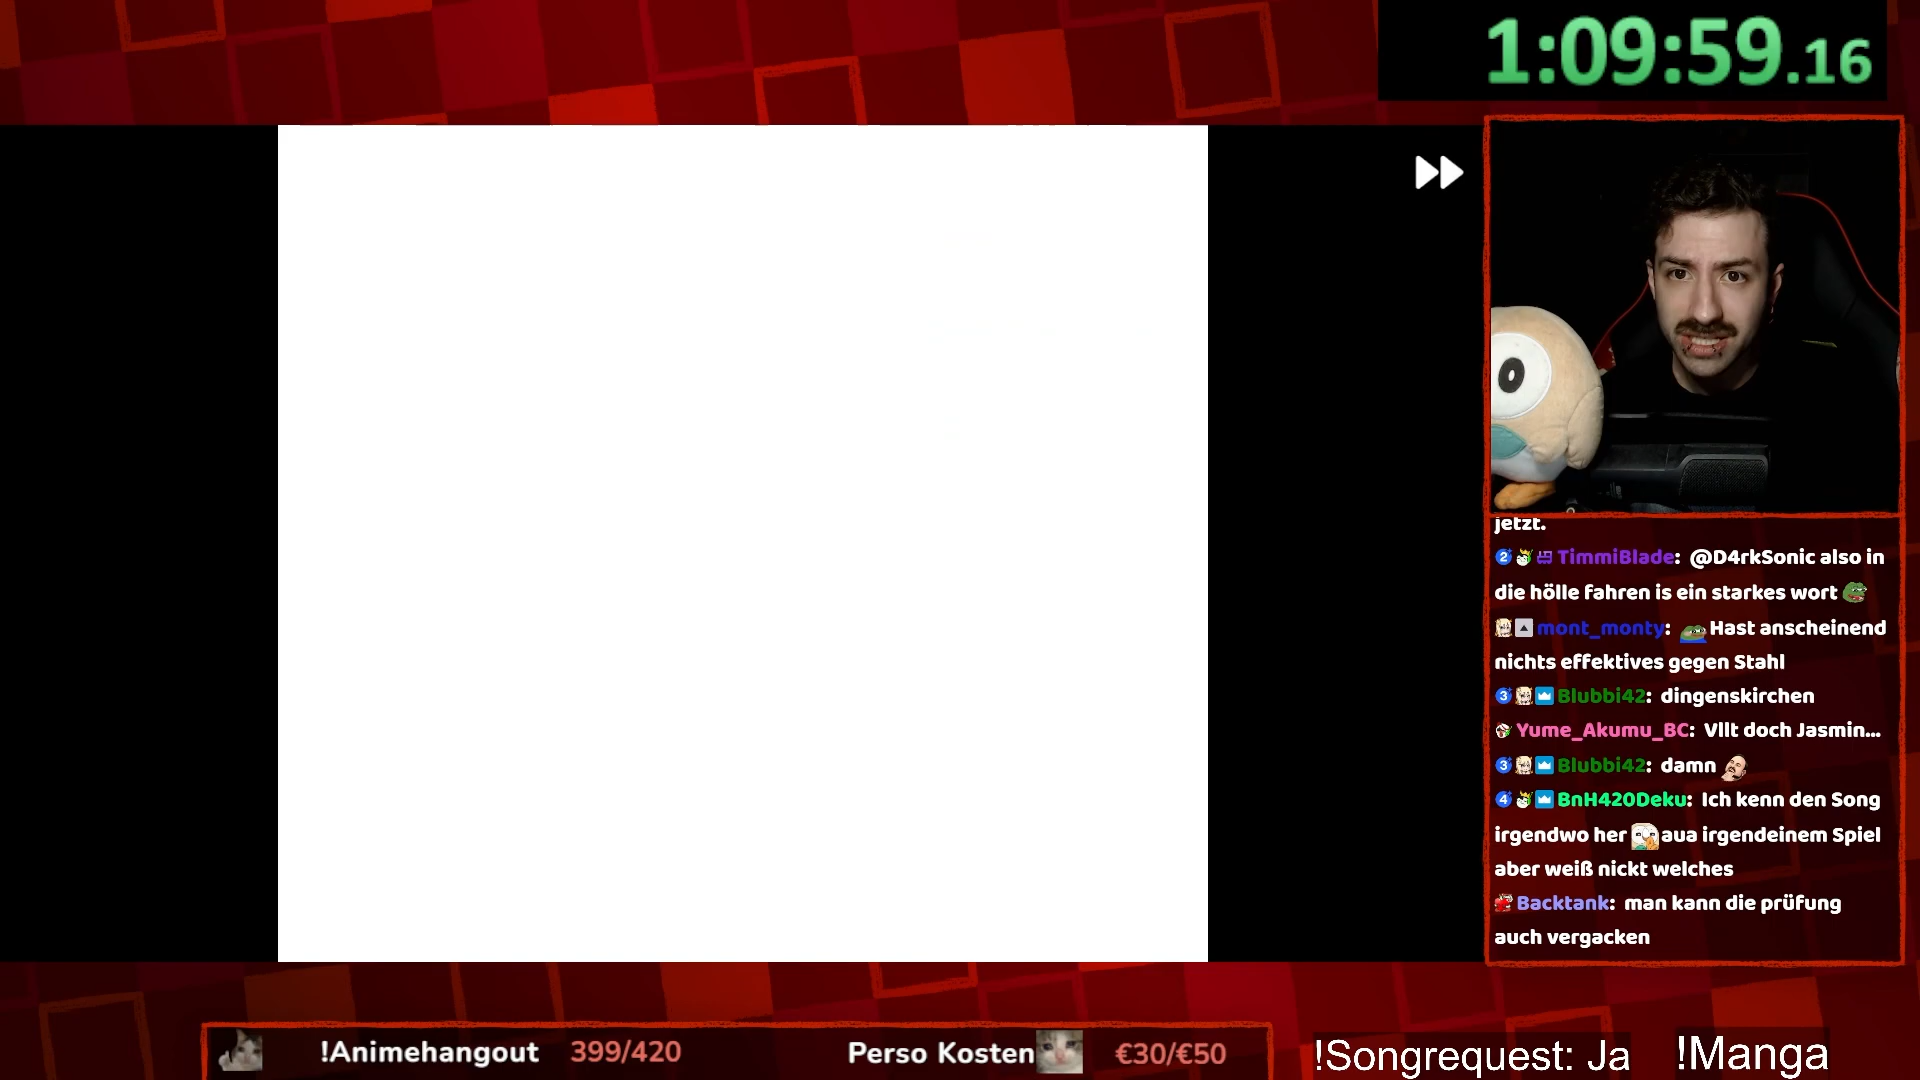 1:09:59.16
jetzt.
TimmiBlade: @D4rkSonic also in
die hölle fahren is ein starkes wort
mont_monty: Hast anscheinend
nichts effektives gegen Stahl
Blubbi42: dingenskirchen
Yume_Akumu_BC: Vllt doch Jasmin...
Blubbi42: damn
BnH420Deku: Ich kenn den Song
irgendwo her aua irgendeinem Spiel
aber weiß nickt welches
Backtank: man kann die prüfung
auch vergacken
!Animehangout 399/420 Perso Kosten €30/€50 !Songrequest: Ja !Manga